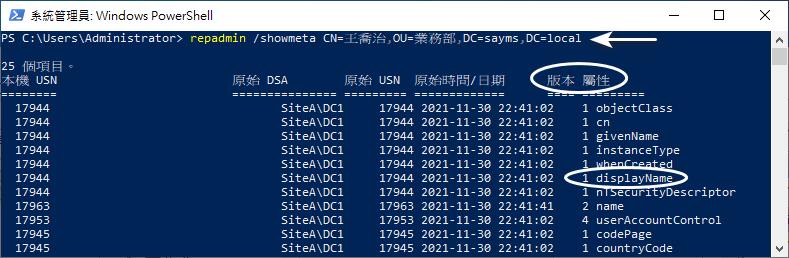 系統管理員: Windows PowerShell
PS C:\Users\Administrator> repadmin /showmeta CN=王喬治,OU=業務部,DC=sayms,DC=local
25 個項目。
本機 USN 原始 DSA 原始 USN 原始時間/日期 版本 屬性
======= =============== ========= ============= ==== =========
17944 SiteA\DC1 17944 2021-11-30 22:41:02 1 objectClass
17944 SiteA\DC1 17944 2021-11-30 22:41:02 1 cn
17944 SiteA\DC1 17944 2021-11-30 22:41:02 1 givenName
17944 SiteA\DC1 17944 2021-11-30 22:41:02 1 instanceType
17944 SiteA\DC1 17944 2021-11-30 22:41:02 1 whenCreated
17944 SiteA\DC1 17944 2021-11-30 22:41:02 1 displayName
17944 SiteA\DC1 17944 2021-11-30 22:41:02 1 nTSecurityDescriptor
17963 SiteA\DC1 17963 2021-11-30 22:41:41 2 name
17953 SiteA\DC1 17953 2021-11-30 22:41:02 4 userAccountControl
17945 SiteA\DC1 17945 2021-11-30 22:41:02 1 codePage
17945 SiteA\DC1 17945 2021-11-30 22:41:02 1 countryCode